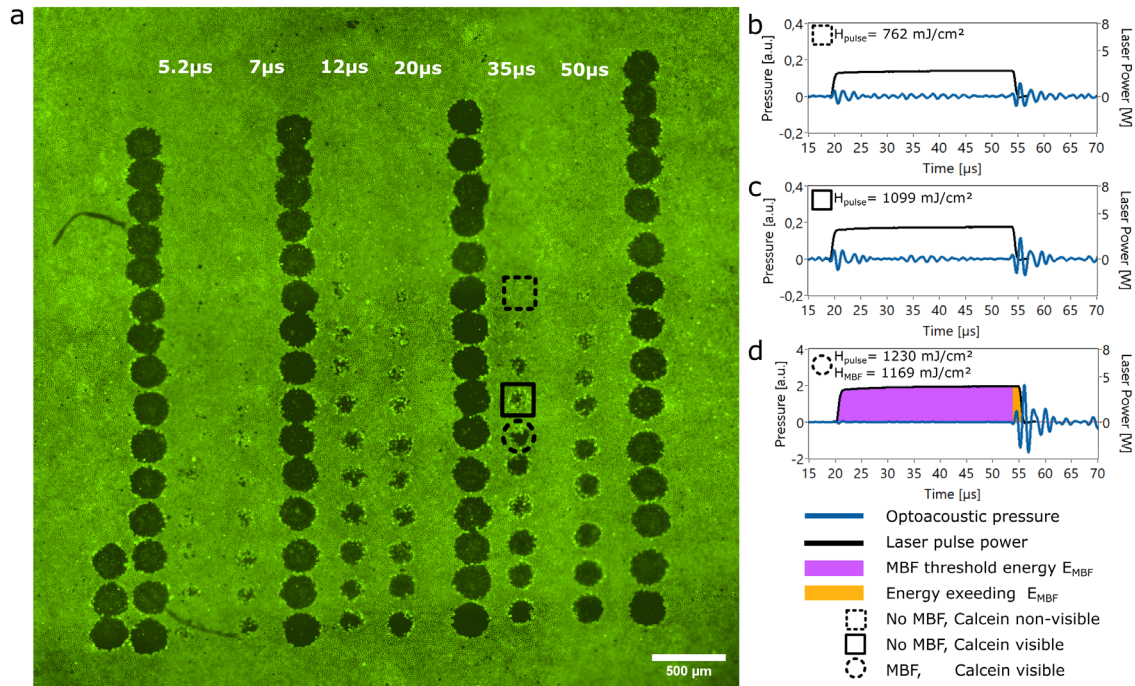 a
5.2µs 7µs 12µs 20µs 35µs 50µs
500 µm
b
H_pulse = 762 mJ/cm²
Pressure [a.u.]
0,4
0,2
0
-0,2
Laser Power [W]
8
5
3
0
15 20 25 30 35 40 45 50 55 60 65 70
Time [µs]
c
H_pulse = 1099 mJ/cm²
Pressure [a.u.]
0,4
0,2
0
-0,2
Laser Power [W]
8
5
3
0
15 20 25 30 35 40 45 50 55 60 65 70
Time [µs]
d
H_pulse = 1230 mJ/cm²
H_MBF = 1169 mJ/cm²
Pressure [a.u.]
4
2
0
-2
Laser Power [W]
8
5
3
0
15 20 25 30 35 40 45 50 55 60 65 70
Time [µs]
Optoacoustic pressure
Laser pulse power
MBF threshold energy E_MBF
Energy exeeding E_MBF
No MBF, Calcein non-visible
No MBF, Calcein visible
MBF, Calcein visible